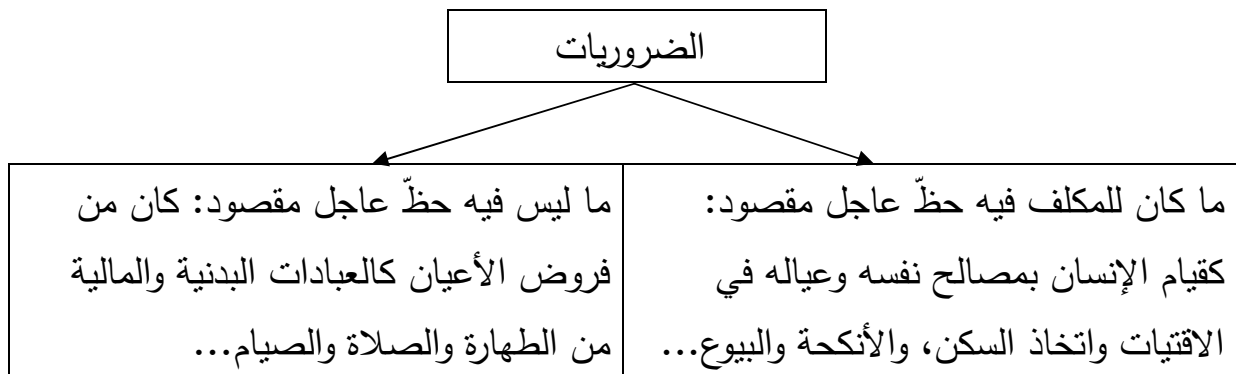 الضروريات
ما كان للمكلف فيه حظّ عاجل مقصود:
كقيام الإنسان بمصالح نفسه وعياله في
الاقتيات واتخاذ السكن، والأنكحة والبيوع...
ما ليس فيه حظّ عاجل مقصود: كان من
فروض الأعيان كالعبادات البدنية والمالية
من الطهارة والصلاة والصيام...